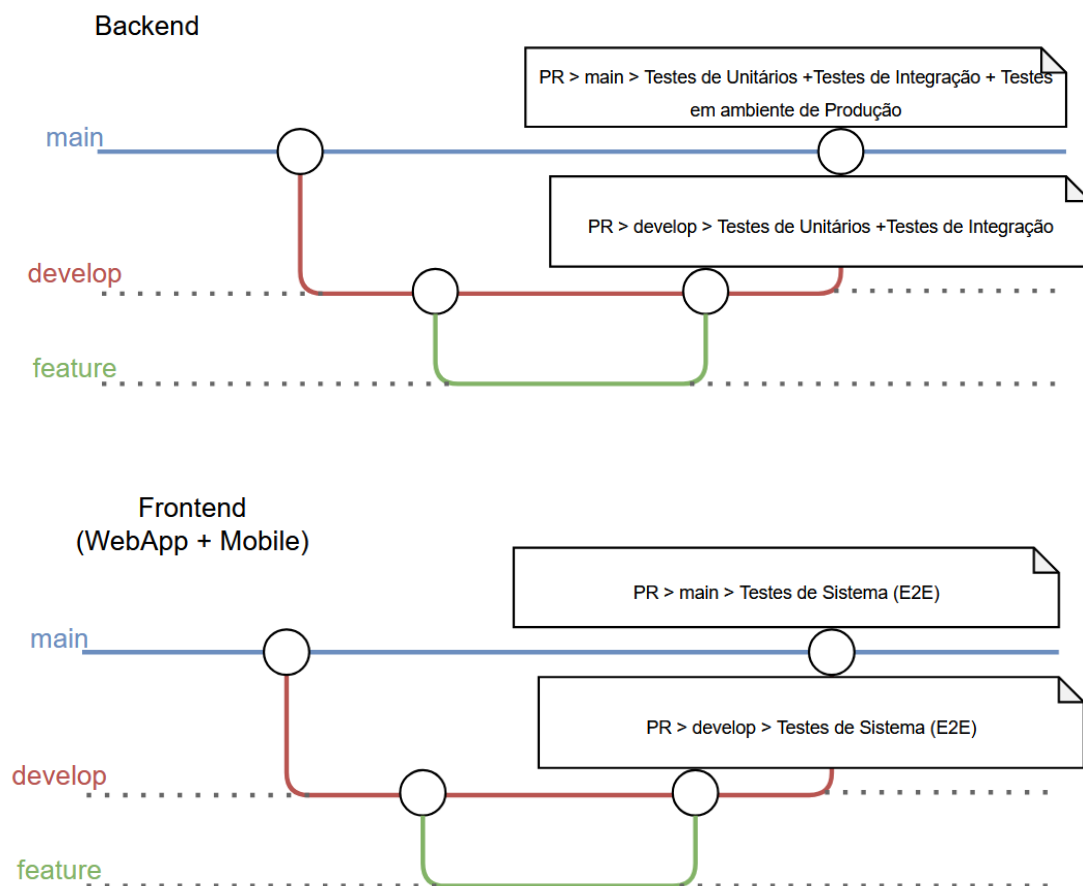 Backend
PR > main > Testes de Unitários +Testes de Integração + Testes
em ambiente de Produção
main
PR > develop > Testes de Unitários +Testes de Integração
develop
feature
Frontend
(WebApp + Mobile)
PR > main > Testes de Sistema (E2E)
main
PR > develop > Testes de Sistema (E2E)
develop
feature